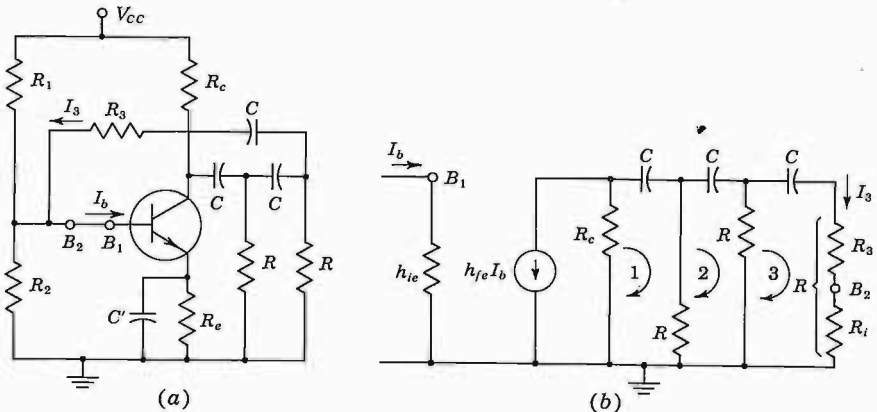 V_CC
R_1
R_c
I_3
R_3
C
I_b
C
C
B_2
B_1
R_2
C'
R_e
R
R
(a)
I_b
B_1
h_ie
h_fe I_b
C
C
C
I_3
R_c
R
R_3
1
2
3
R
B_2
R
R_i
(b)